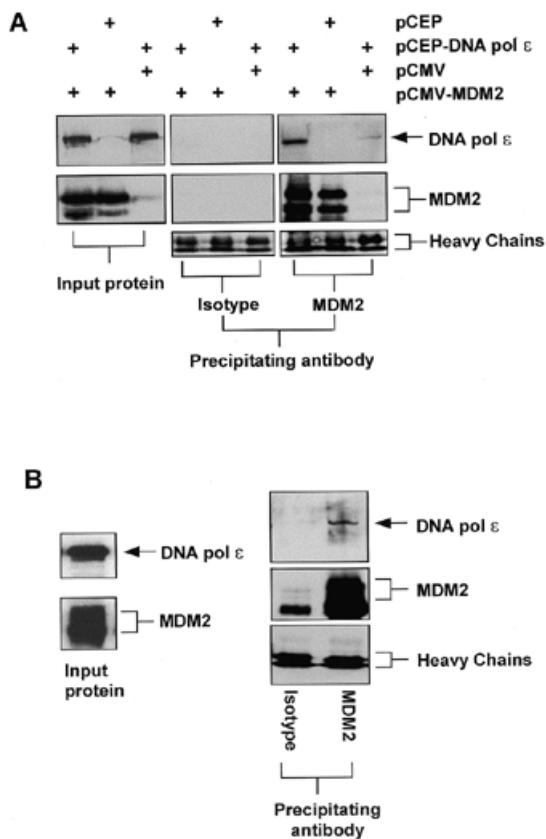 A
+ + + pCEP
+ + + + + + pCEP-DNA pol ε
+ + + pCMV
+ + + + + + pCMV-MDM2
DNA pol ε
MDM2
Heavy Chains
Input protein
Isotype
MDM2
Precipitating antibody
B
DNA pol ε
MDM2
Input
protein
DNA pol ε
MDM2
Heavy Chains
Isotype
MDM2
Precipitating
antibody